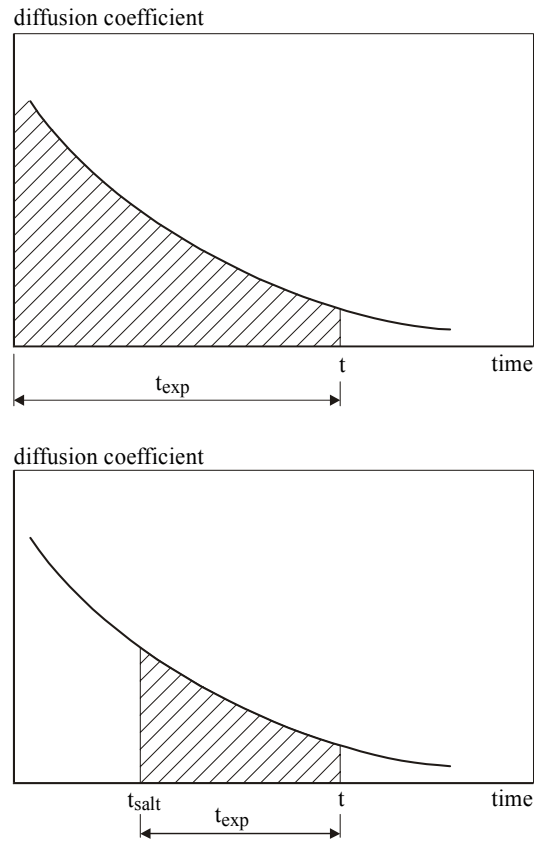 diffusion coefficient
t
time
t_exp
diffusion coefficient
t_salt
t
time
t_exp